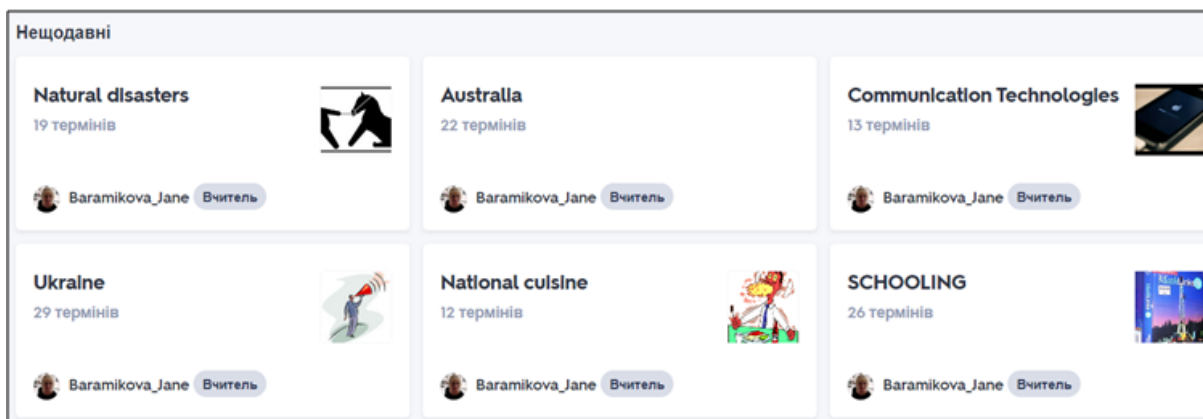 Нещодавні
Natural disasters
19 термінів
Baramikova_Jane Вчитель
Australia
22 термінів
Baramikova_Jane Вчитель
Communication Technologies
13 термінів
Baramikova_Jane Вчитель
Ukraine
29 термінів
Baramikova_Jane Вчитель
National cuisine
12 термінів
Baramikova_Jane Вчитель
SCHOOLING
26 термінів
Baramikova_Jane Вчитель